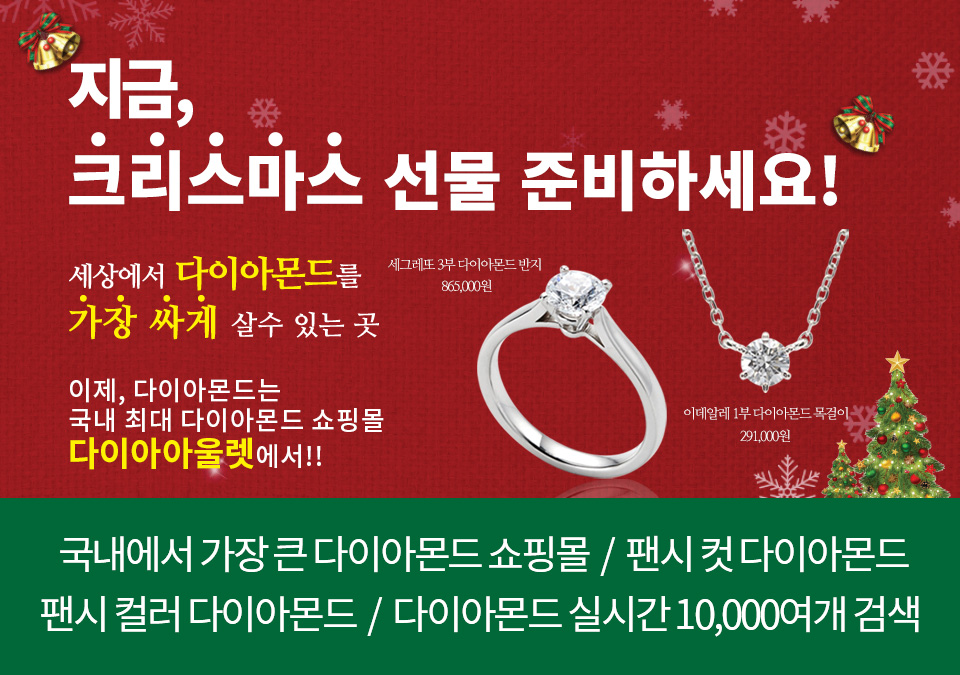 지금,
크리스마스 선물 준비하세요!
세상에서 다이아몬드를
가장 싸게 살수 있는 곳
이제, 다이아몬드는
국내 최대 다이아몬드 쇼핑몰
다이아아울렛에서!!
세그레또 3부 다이아몬드 반지
865,000원
이데알레 1부 다이아몬드 목걸이
291,000원
국내에서 가장 큰 다이아몬드 쇼핑몰 / 팬시 컷 다이아몬드
팬시 컬러 다이아몬드 / 다이아몬드 실시간 10,000여개 검색